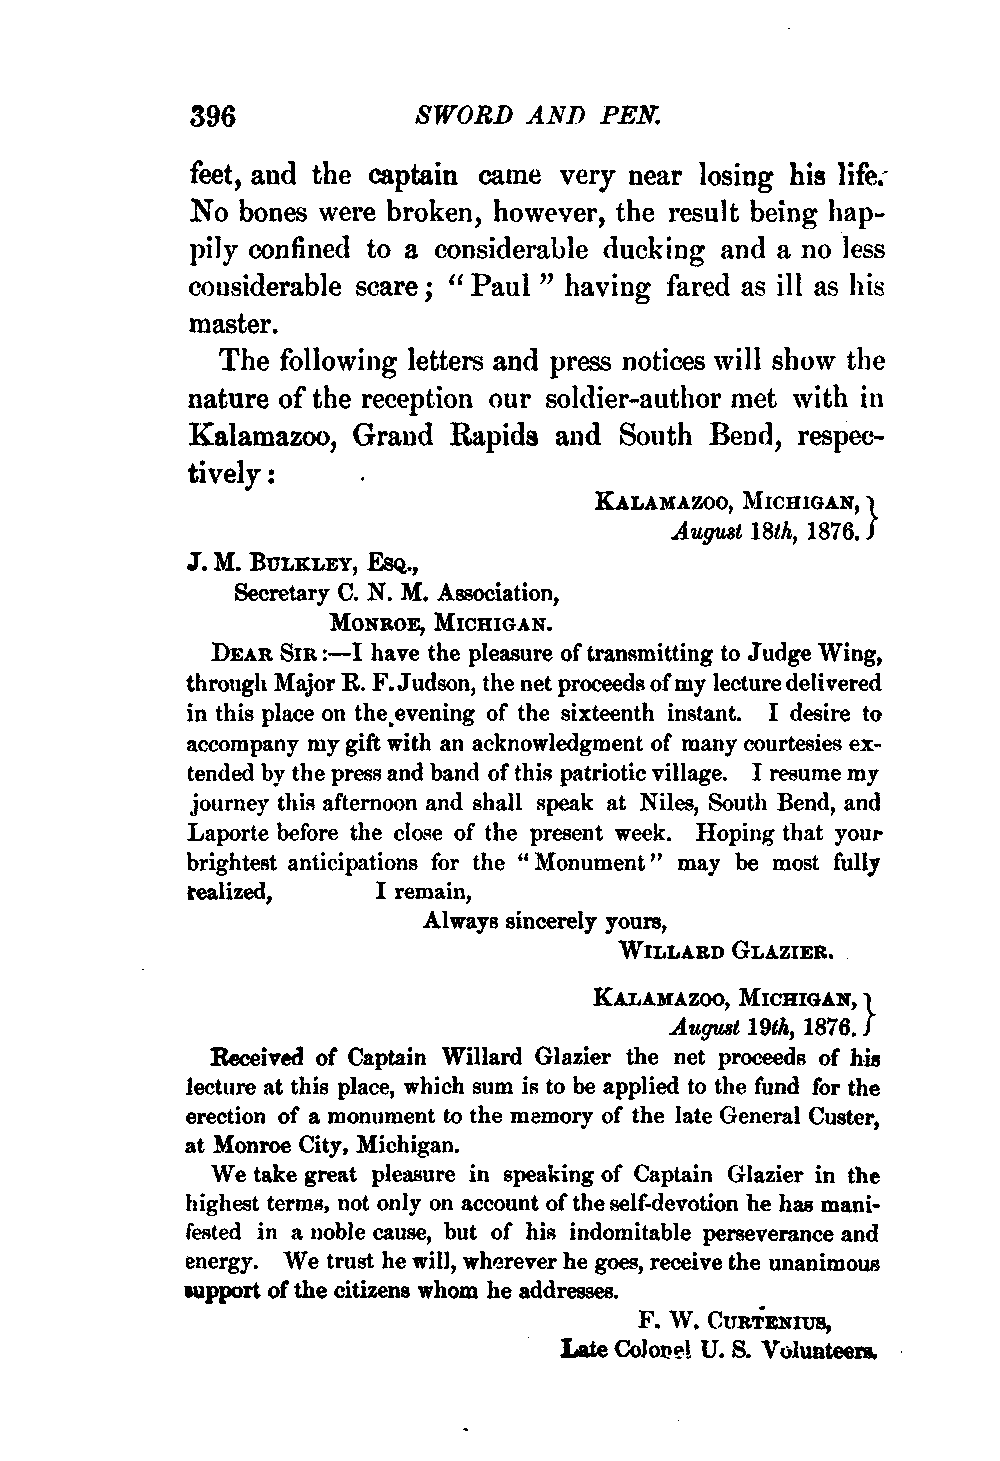 396 SWORD AND PEN.
feet, and the captain came very near losing his life.
No bones were broken, however, the result being hap-
pily confined to a considerable ducking and a no less
considerable scare; "Paul" having fared as ill as his
master.
The following letters and press notices will show the
nature of the reception our soldier-author met with in
Kalamazoo, Grand Rapids and South Bend, respec-
tively:
KALAMAZOO, MICHIGAN, }
August 18th, 1876. }
J. M. BULKLEY, ESQ.,
Secretary C. N. M. Association,
MONROE, MICHIGAN.
DEAR SIR:—I have the pleasure of transmitting to Judge Wing,
through Major R. F. Judson, the net proceeds of my lecture delivered
in this place on the evening of the sixteenth instant. I desire to
accompany my gift with an acknowledgment of many courtesies ex-
tended by the press and band of this patriotic village. I resume my
journey this afternoon and shall speak at Niles, South Bend, and
Laporte before the close of the present week. Hoping that your
brightest anticipations for the "Monument" may be most fully
realized, I remain,
Always sincerely yours,
WILLARD GLAZIER.
KALAMAZOO, MICHIGAN, }
August 19th, 1876. }
Received of Captain Willard Glazier the net proceeds of his
lecture at this place, which sum is to be applied to the fund for the
erection of a monument to the memory of the late General Custer,
at Monroe City, Michigan.
We take great pleasure in speaking of Captain Glazier in the
highest terms, not only on account of the self-devotion he has mani-
fested in a noble cause, but of his indomitable perseverance and
energy. We trust he will, wherever he goes, receive the unanimous
support of the citizens whom he addresses.
F. W. CURTENIUS,
Late Colonel U. S. Volunteers.